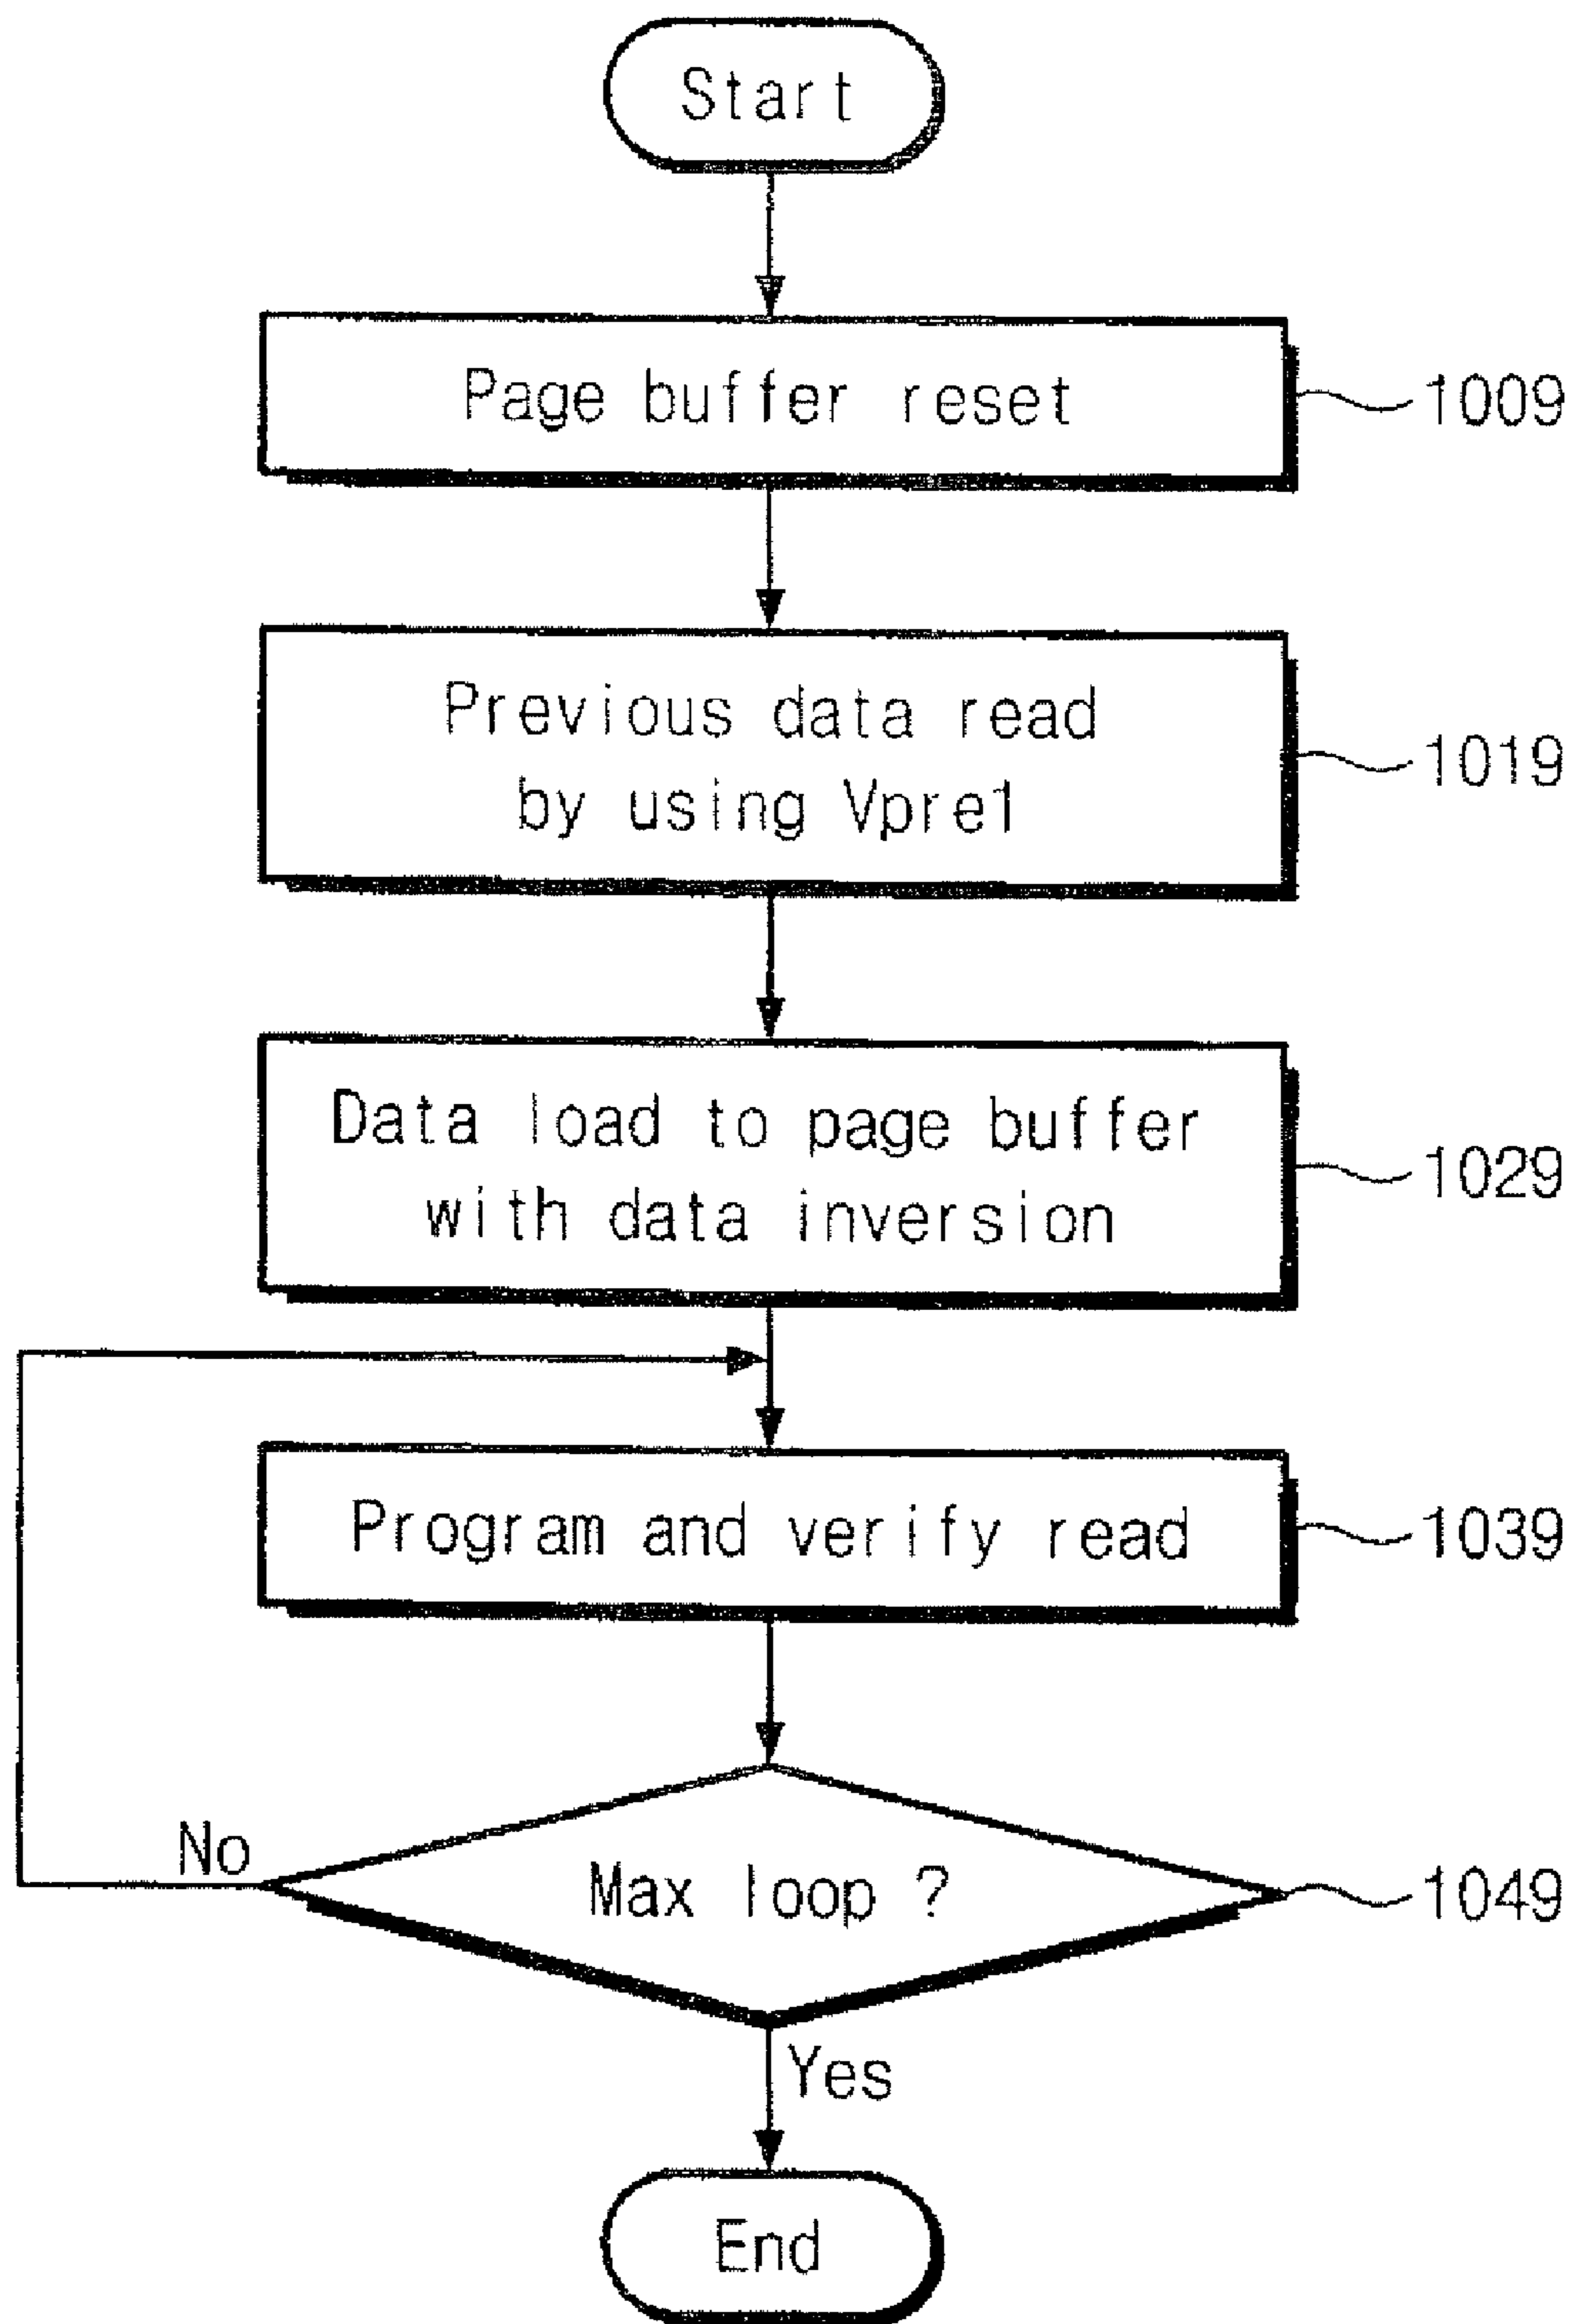 Start
Page buffer reset
1009
Previous data read
by using Vpre1
1019
Data load to page buffer
with data inversion
1029
Program and verify read
1039
No
Max loop ?
1049
Yes
End